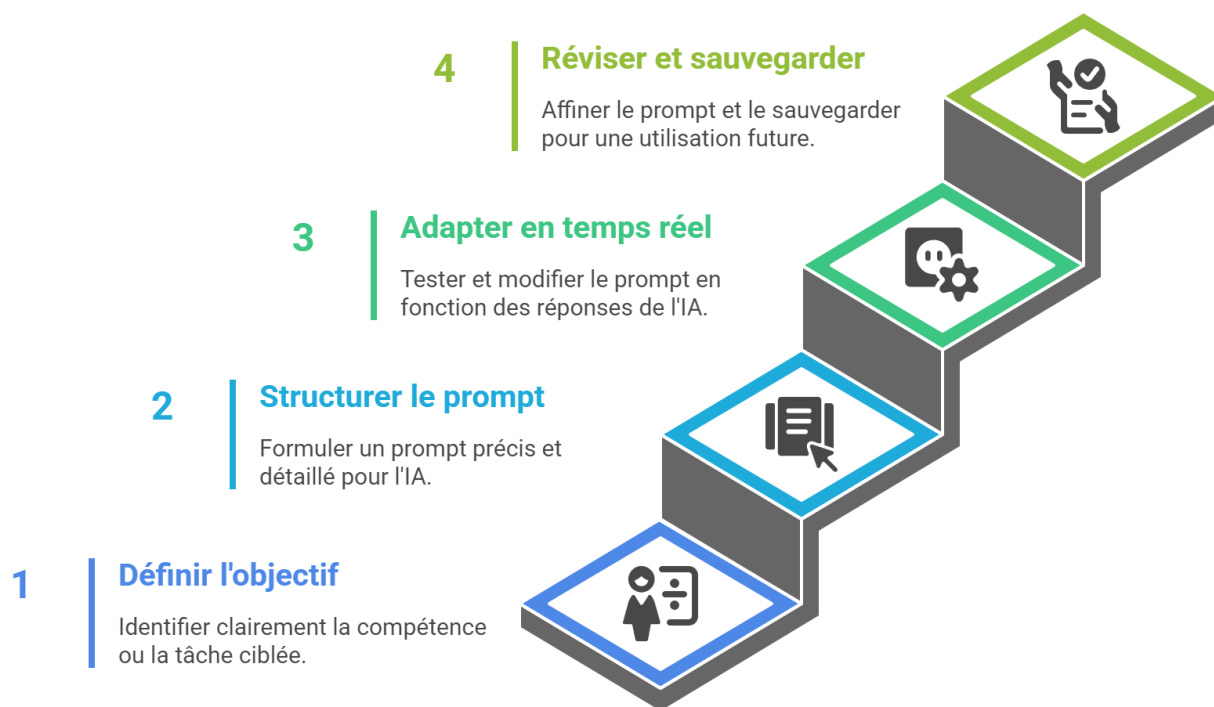 4
Réviser et sauvegarder
Affiner le prompt et le sauvegarder
pour une utilisation future.
3
Adapter en temps réel
Tester et modifier le prompt en
fonction des réponses de l'IA.
2
Structurer le prompt
Formuler un prompt précis et
détaillé pour l'IA.
1
Définir l'objectif
Identifier clairement la compétence
ou la tâche ciblée.